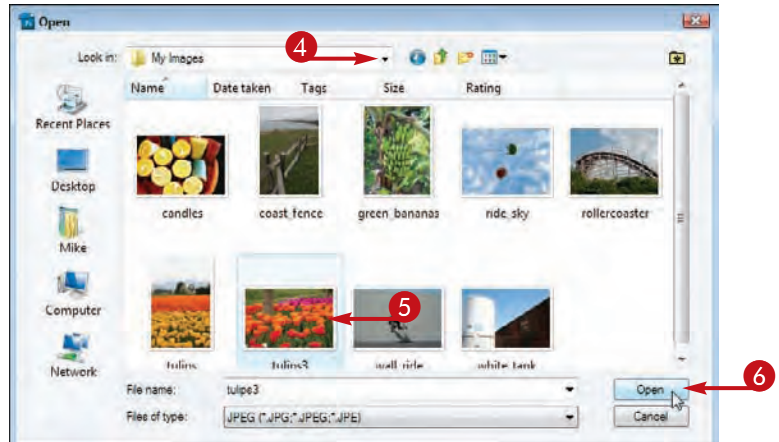 Open
Look in: My Images 4
Name Date taken Tags Size Rating
Recent Places
Desktop
Mike
Computer
Network
candles coast_fence green_bananas ride_sky rollercoaster
5
tulips tulips3 wall_ride white_tank
File name: tulips3 Open 6
Files of type: JPEG (*.JPG;*.JPEG;*.JPE) Cancel